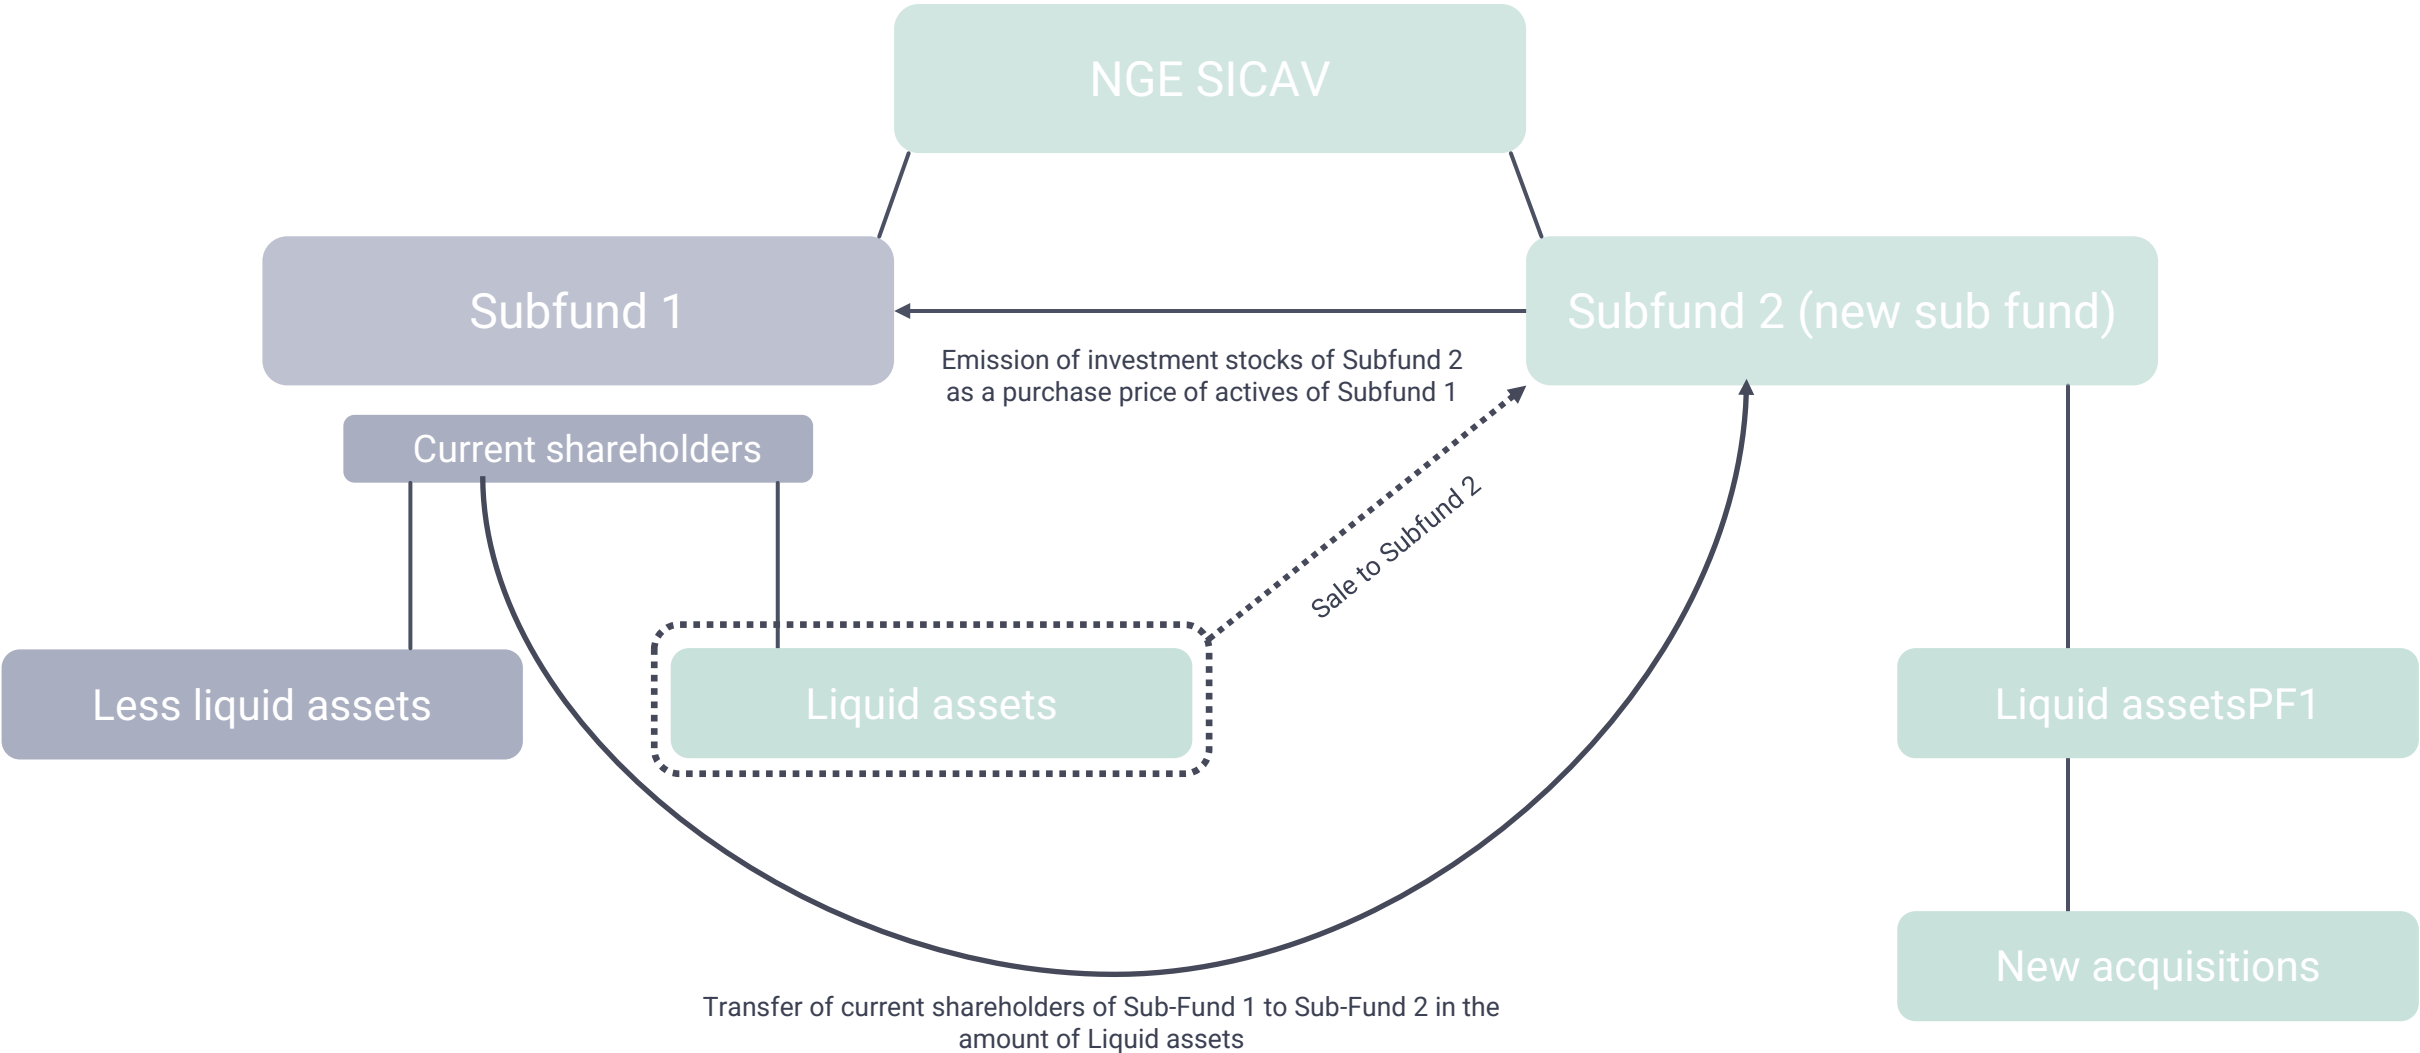 NGE SICAV
Subfund 1
Subfund 2 (new sub fund)
Emission of investment stocks of Subfund 2
as a purchase price of actives of Subfund 1
Current shareholders
Sale to Subfund 2
Less liquid assets
Liquid assets
Liquid assetsPF1
New acquisitions
Transfer of current shareholders of Sub-Fund 1 to Sub-Fund 2 in the
amount of Liquid assets